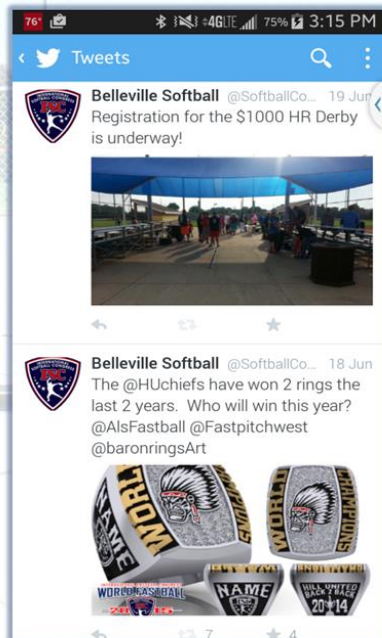 76° 4GLTE 75% 3:15 PM
Tweets
Belleville Softball @SoftballCo... 19 Jun
Registration for the $1000 HR Derby
is underway!
Belleville Softball @SoftballCo... 18 Jun
The @HUchiefs have won 2 rings the
last 2 years. Who will win this year?
@AlsFastball @Fastpitchwest
@baronringsArt
WORLD
NAME
WORLD
CHAMPIONS
WORLD FASTBALL
2015
NAME
HILL UNITED
BACK 2 BACK
2014
7 4